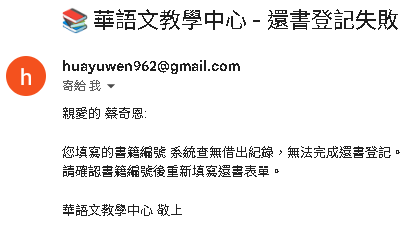 📚 華語文教學中心 - 還書登記失敗
h
huayuwen962@gmail.com
寄給 我
親愛的 蔡奇恩:
您填寫的書籍編號 系統查無借出紀錄，無法完成還書登記。
請確認書籍編號後重新填寫還書表單。
華語文教學中心 敬上